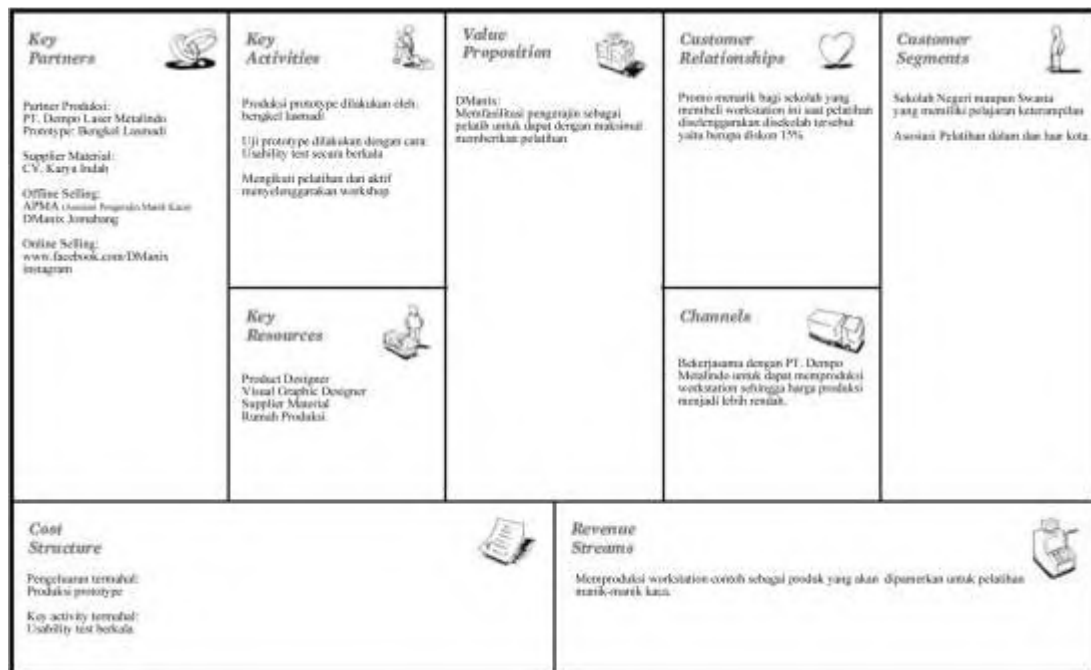 Key
Partners
Partner Produksi:
PT. Dempo Laser Metalindo
Prototype: Bengkel Lasmadi
Supplier Material:
CV. Karya Indah
Offline Selling:
APMA (Asosiasi Pengerajin Manik Kaca)
DManix Jombang
Online Selling:
www.facebook.com/DManix
instagram
Key
Activities
Produksi prototype dilakukan oleh:
bengkel lasmadi
Uji prototype dilakukan dengan cara:
Usability test secara berkala
Mengikuti pelatihan dan aktif
menyelenggarakan workshop
Key
Resources
Product Designer
Visual Graphic Designer
Supplier Material
Rumah Produksi
Value
Proposition
DManix:
Memfasilitasi pengerajin sebagai
pelatih untuk dapat dengan maksimal
memberikan pelatihan
Customer
Relationships
Promo menarik bagi sekolah yang
membeli workstation ini saat pelatihan
diselenggarakan disekolah tersebut
yaitu berupa diskon 15%
Channels
Bekerjasama dengan PT. Dempo
Metalindo untuk dapat memproduksi
workstation sehingga harga produksi
menjadi lebih rendah.
Customer
Segments
Sekolah Negeri maupun Swasta
yang memiliki pelajaran keterampilan
Asosiasi Pelatihan dalam dan luar kota
Cost
Structure
Pengeluaran termahal:
Produksi prototype
Key activity termahal:
Usability test berkala
Revenue
Streams
Memproduksi workstation contoh sebagai produk yang akan dipamerkan untuk pelatihan
manik-manik kaca.